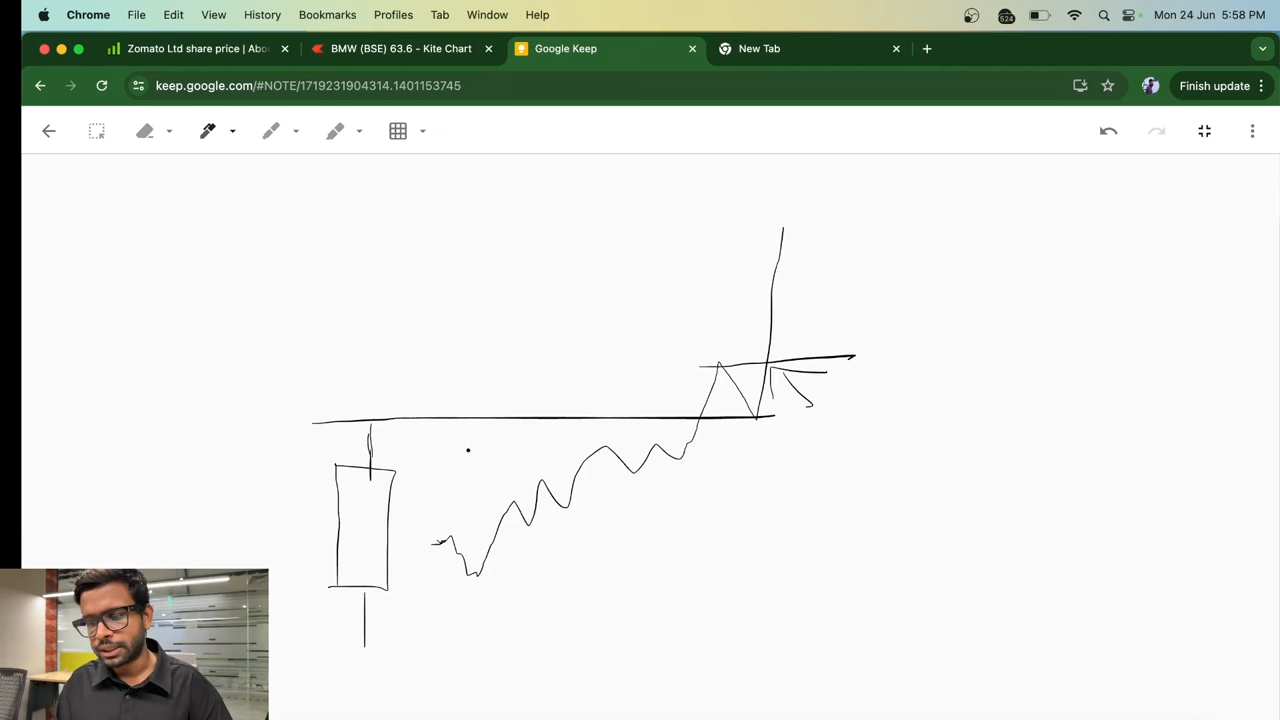 Chrome File Edit View History Bookmarks Profiles Tab Window Help 524 Mon 24 Jun 5:58 PM
Zomato Ltd share price | Abo BMW (BSE) 63.6 - Kite Chart Google Keep New Tab
keep.google.com/#NOTE/1719231904314.1401153745 Finish update